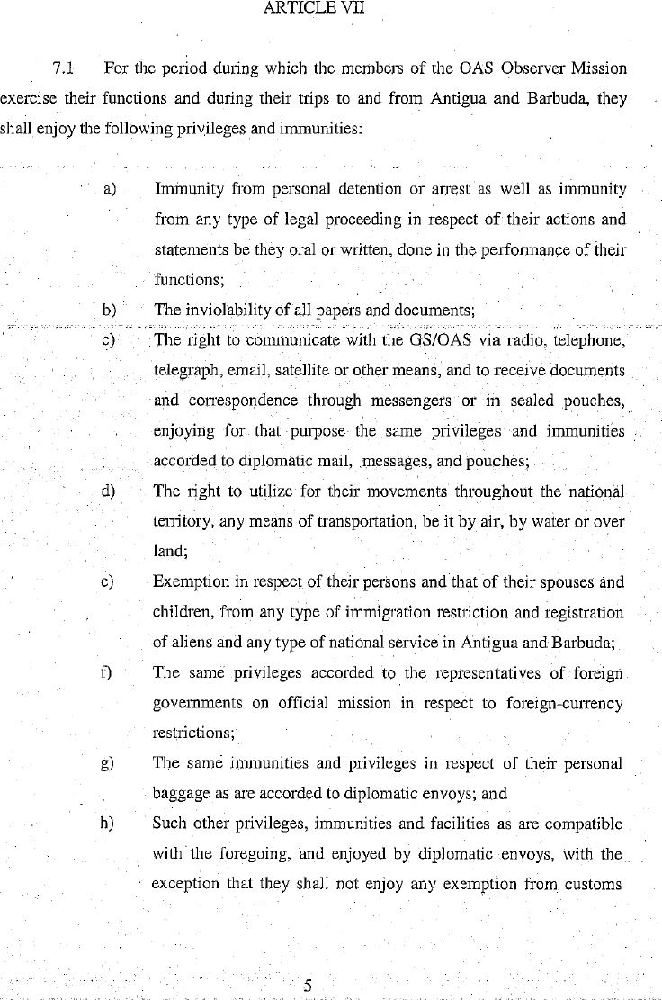 ARTICLE VII
7.1 For the period during which the members of the OAS Observer Mission
exercise their functions and during their trips to and from Antigua and Barbuda, they
shall enjoy the following privileges and immunities:
a) Immunity from personal detention or arrest as well as immunity
from any type of legal proceeding in respect of their actions and
statements be they oral or written, done in the performance of their
functions;
b) The inviolability of all papers and documents;
c) The right to communicate with the GS/OAS via radio, telephone,
telegraph, email, satellite or other means, and to receive documents
and correspondence through messengers or in sealed pouches,
enjoying for that purpose the same privileges and immunities
accorded to diplomatic mail, messages, and pouches;
d) The right to utilize for their movements throughout the national
territory, any means of transportation, be it by air, by water or over
land;
e) Exemption in respect of their persons and that of their spouses and
children, from any type of immigration restriction and registration
of aliens and any type of national service in Antigua and Barbuda;
f) The same privileges accorded to the representatives of foreign
governments on official mission in respect to foreign-currency
restrictions;
g) The same immunities and privileges in respect of their personal
baggage as are accorded to diplomatic envoys; and
h) Such other privileges, immunities and facilities as are compatible
with the foregoing, and enjoyed by diplomatic envoys, with the
exception that they shall not enjoy any exemption from customs
5